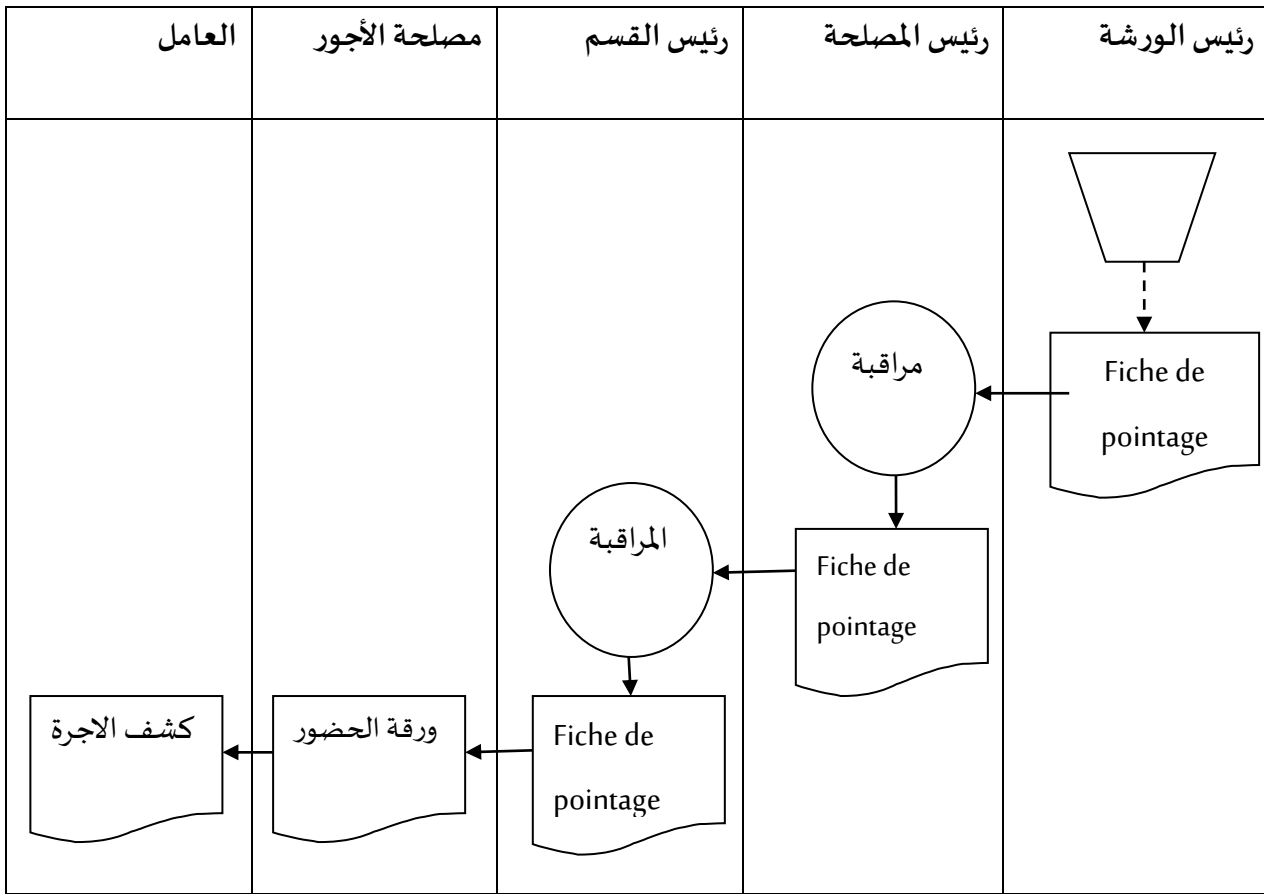 رئيس الورشة
رئيس المصلحة
رئيس القسم
مصلحة الأجور
العامل
Fiche de
pointage
مراقبة
Fiche de
pointage
المراقبة
Fiche de
pointage
ورقة الحضور
كشف الاجرة